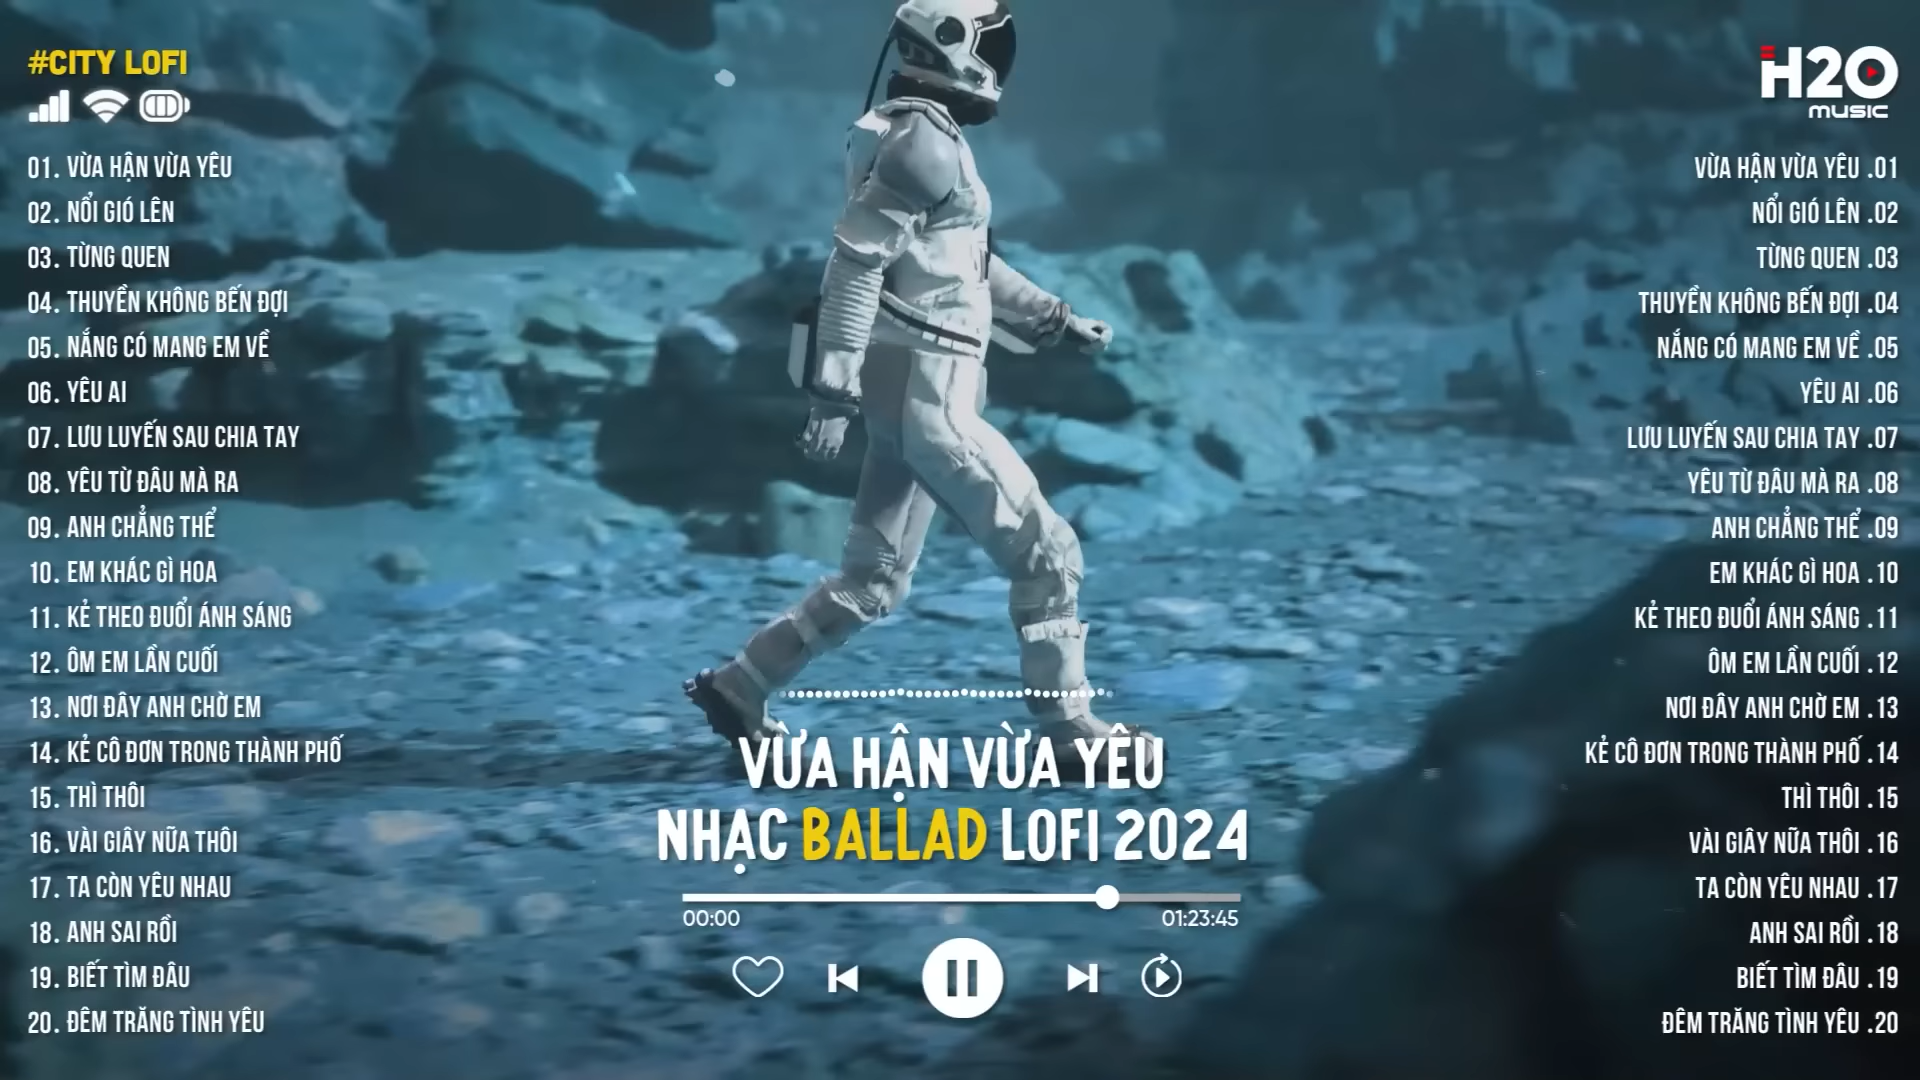 #CITY LOFI
H2O
MUSIC
01. VỪA HẬN VỪA YÊU
02. NỔI GIÓ LÊN
03. TỪNG QUEN
04. THUYỀN KHÔNG BẾN ĐỢI
05. NẮNG CÓ MANG EM VỀ
06. YÊU AI
07. LƯU LUYẾN SAU CHIA TAY
08. YÊU TỪ ĐÂU MÀ RA
09. ANH CHẲNG THỂ
10. EM KHÁC GÌ HOA
11. KẺ THEO ĐUỔI ÁNH SÁNG
12. ÔM EM LẦN CUỐI
13. NƠI ĐÂY ANH CHỜ EM
14. KẺ CÔ ĐƠN TRONG THÀNH PHỐ
15. THÌ THÔI
16. VÀI GIÂY NỮA THÔI
17. TA CÒN YÊU NHAU
18. ANH SAI RỒI
19. BIẾT TÌM ĐÂU
20. ĐÊM TRĂNG TÌNH YÊU
VỪA HẬN VỪA YÊU
NHẠC BALLAD LOFI 2024
00:00 01:23:45
VỪA HẬN VỪA YÊU .01
NỔI GIÓ LÊN .02
TỪNG QUEN .03
THUYỀN KHÔNG BẾN ĐỢI .04
NẮNG CÓ MANG EM VỀ .05
YÊU AI .06
LƯU LUYẾN SAU CHIA TAY .07
YÊU TỪ ĐÂU MÀ RA .08
ANH CHẲNG THỂ .09
EM KHÁC GÌ HOA .10
KẺ THEO ĐUỔI ÁNH SÁNG .11
ÔM EM LẦN CUỐI .12
NƠI ĐÂY ANH CHỜ EM .13
KẺ CÔ ĐƠN TRONG THÀNH PHỐ .14
THÌ THÔI .15
VÀI GIÂY NỮA THÔI .16
TA CÒN YÊU NHAU .17
ANH SAI RỒI .18
BIẾT TÌM ĐÂU .19
ĐÊM TRĂNG TÌNH YÊU .20